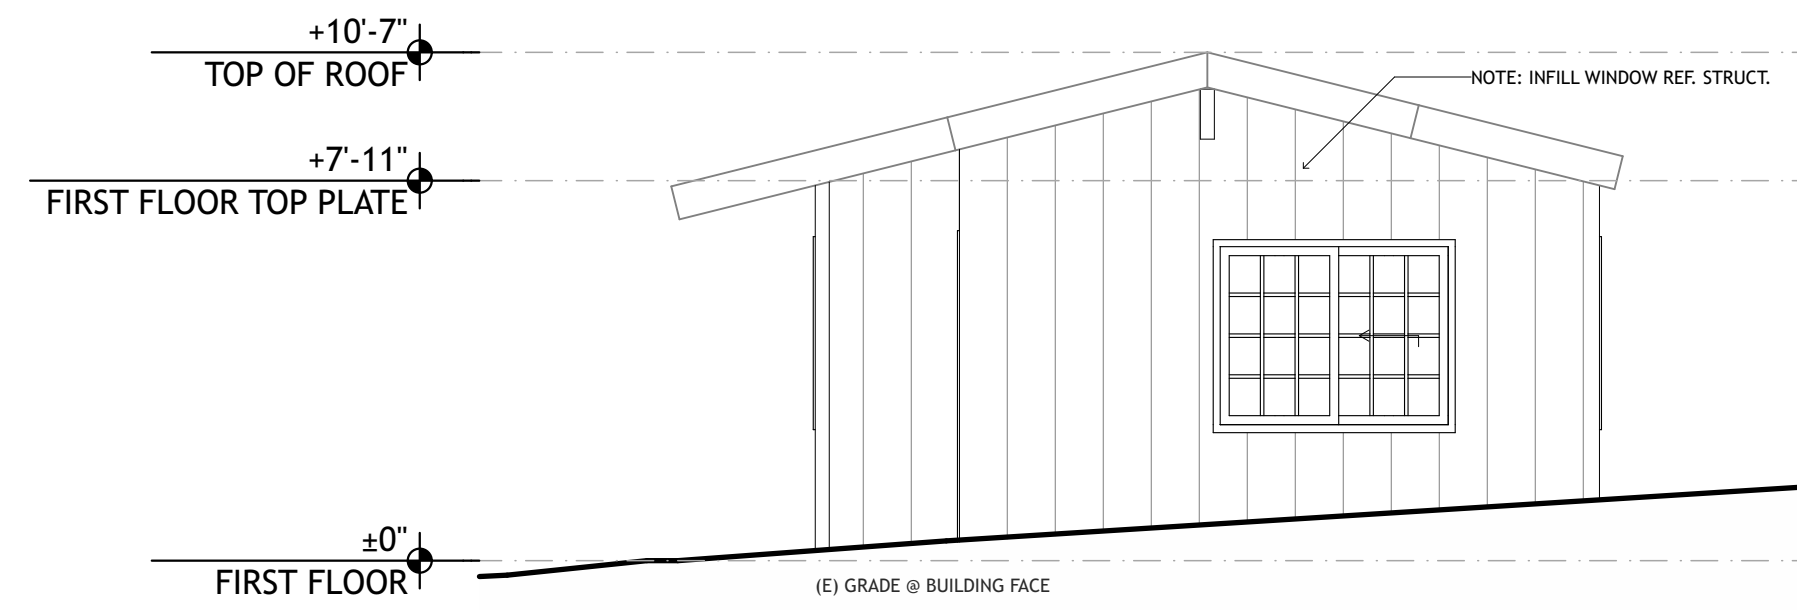 +10'-7"
TOP OF ROOF
NOTE: INFILL WINDOW REF. STRUCT.
+7'-11"
FIRST FLOOR TOP PLATE
±0"
FIRST FLOOR
(E) GRADE @ BUILDING FACE